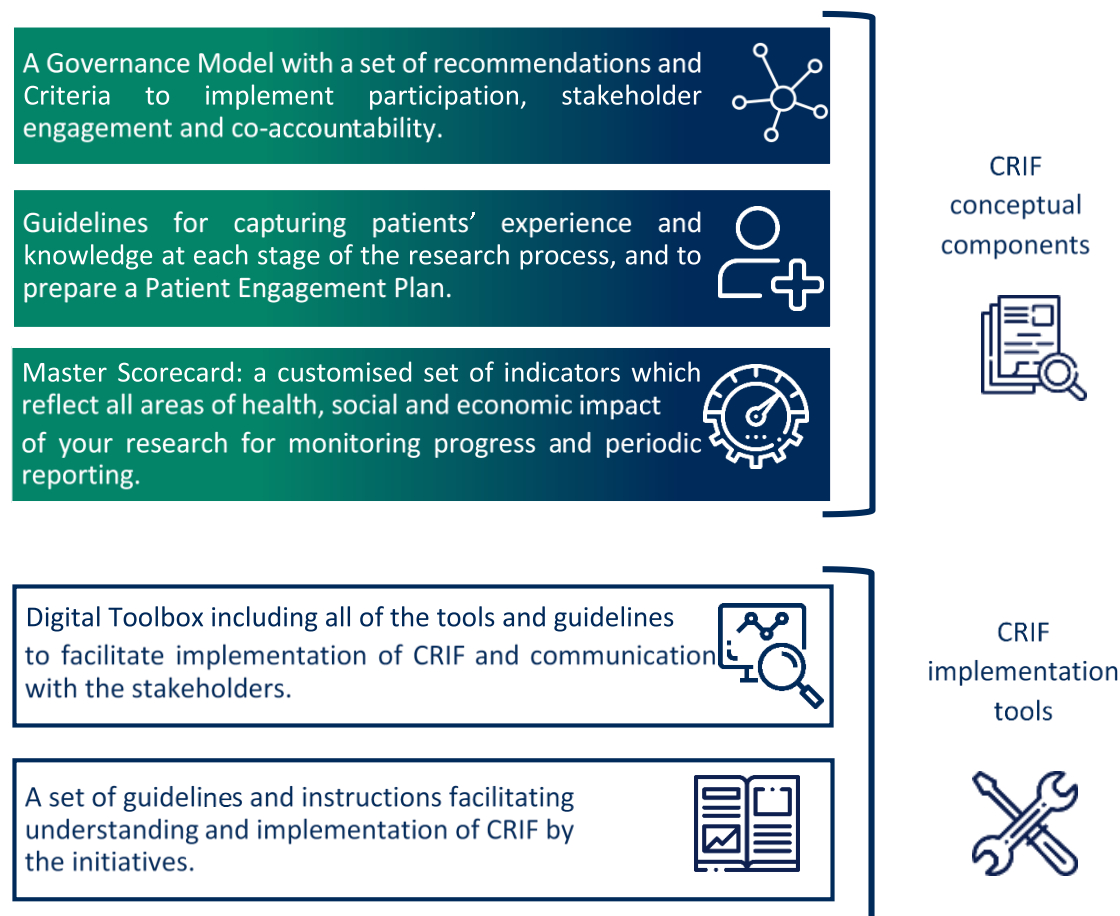 A Governance Model with a set of recommendations and
Criteria to implement participation, stakeholder
engagement and co-accountability.
Guidelines for capturing patients’ experience and
knowledge at each stage of the research process, and to
prepare a Patient Engagement Plan.
Master Scorecard: a customised set of indicators which
reflect all areas of health, social and economic impact
of your research for monitoring progress and periodic
reporting.
CRIF
conceptual
components
Digital Toolbox including all of the tools and guidelines
to facilitate implementation of CRIF and communication
with the stakeholders.
A set of guidelines and instructions facilitating
understanding and implementation of CRIF by
the initiatives.
CRIF
implementation
tools